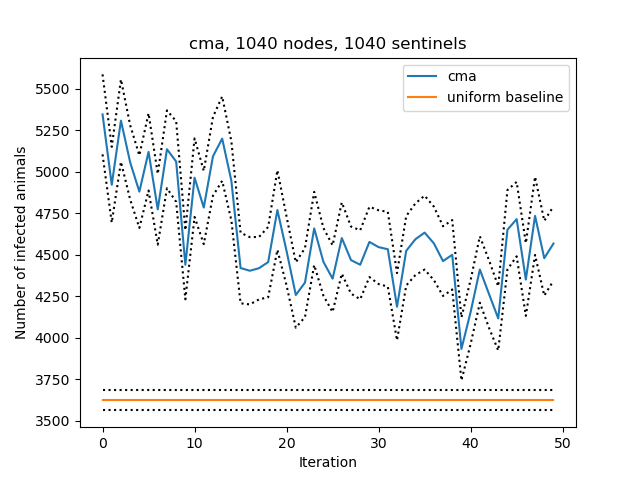 cma, 1040 nodes, 1040 sentinels
cma
uniform baseline
Number of infected animals
5500
5250
5000
4750
4500
4250
4000
3750
3500
0 10 20 30 40 50
Iteration